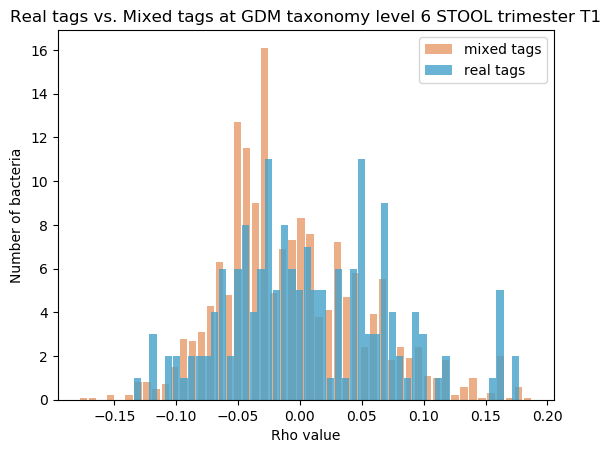 Real tags vs. Mixed tags at GDM taxonomy level 6 STOOL trimester T1
mixed tags
real tags
Number of bacteria
16
14
12
10
8
6
4
2
0
−0.15 −0.10 −0.05 0.00 0.05 0.10 0.15 0.20
Rho value